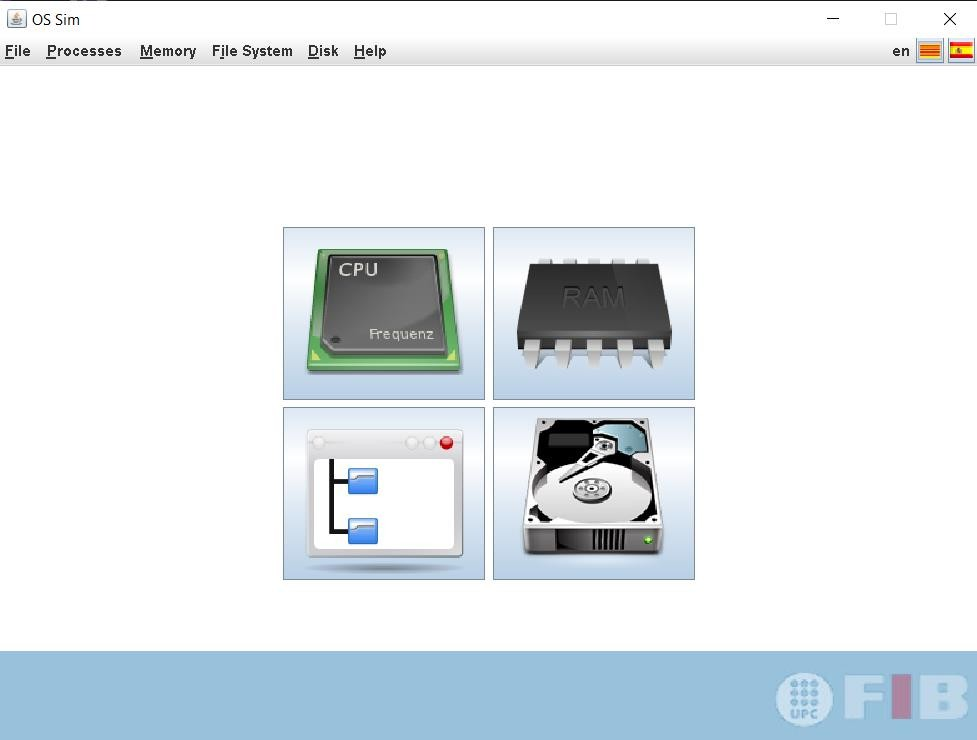 OS Sim
File Processes Memory File System Disk Help en
CPU
Frequenz
RAM
UPC
FIB